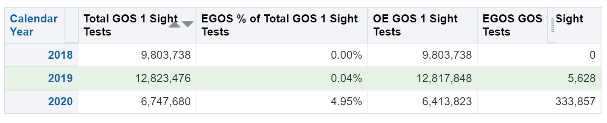 Calendar Year Total GOS 1 Sight Tests EGOS % of Total GOS 1 Sight Tests OE GOS 1 Sight Tests EGOS GOS Sight Tests
2018 9,803,738 0.00% 9,803,738 0
2019 12,823,476 0.04% 12,817,848 5,628
2020 6,747,680 4.95% 6,413,823 333,857